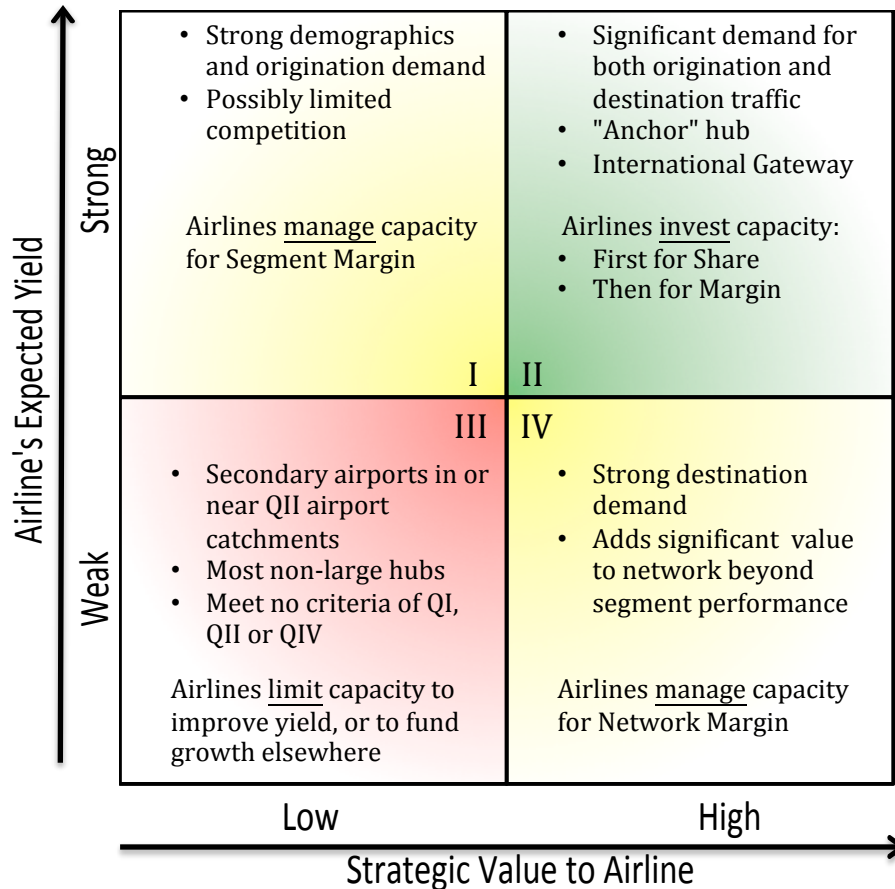 Airline's Expected Yield
Strong
Weak
• Strong demographics
and origination demand
• Possibly limited
competition
Airlines manage capacity
for Segment Margin
I
• Significant demand for
both origination and
destination traffic
• "Anchor" hub
• International Gateway
Airlines invest capacity:
• First for Share
• Then for Margin
II
III
• Secondary airports in or
near QII airport
catchments
• Most non-large hubs
• Meet no criteria of QI,
QII or QIV
Airlines limit capacity to
improve yield, or to fund
growth elsewhere
IV
• Strong destination
demand
• Adds significant value
to network beyond
segment performance
Airlines manage capacity
for Network Margin
Low
High
Strategic Value to Airline